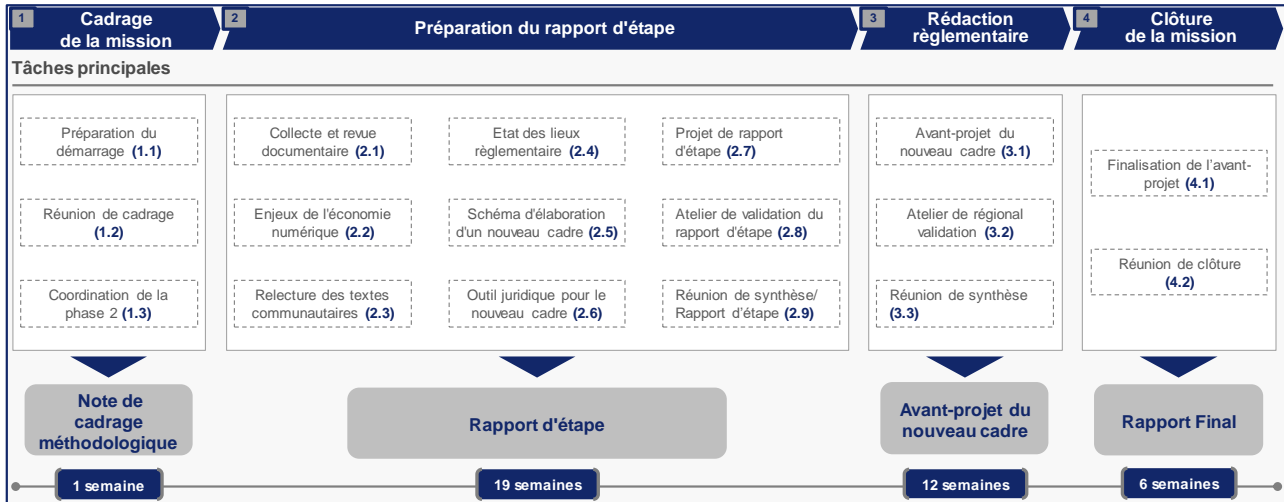 1
Cadrage
de la mission
2
Préparation du rapport d'étape
3
Rédaction
règlementaire
4
Clôture
de la mission
Tâches principales
Préparation du
démarrage (1.1)
Réunion de cadrage
(1.2)
Coordination de la
phase 2 (1.3)
Collecte et revue
documentaire (2.1)
Enjeux de l'économie
numérique (2.2)
Relecture des textes
communautaires (2.3)
Etat des lieux
règlementaire (2.4)
Schéma d'élaboration
d'un nouveau cadre (2.5)
Outil juridique pour le
nouveau cadre (2.6)
Projet de rapport
d'étape (2.7)
Atelier de validation du
rapport d'étape (2.8)
Réunion de synthèse/
Rapport d'étape (2.9)
Avant-projet du
nouveau cadre (3.1)
Atelier de régional
validation (3.2)
Réunion de synthèse
(3.3)
Finalisation de l'avant-
projet (4.1)
Réunion de clôture
(4.2)
Note de
cadrage
méthodologique
Rapport d'étape
Avant-projet du
nouveau cadre
Rapport Final
1 semaine
19 semaines
12 semaines
6 semaines